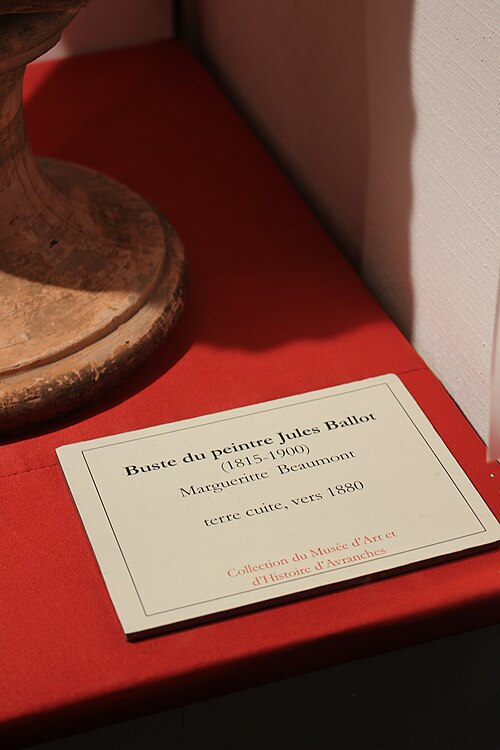 Buste du peintre Jules Ballot
(1815-1900)
Margueritte Beaumont
terre cuite, vers 1880
Collection du Musée d'Art et
d'Histoire d'Avranches